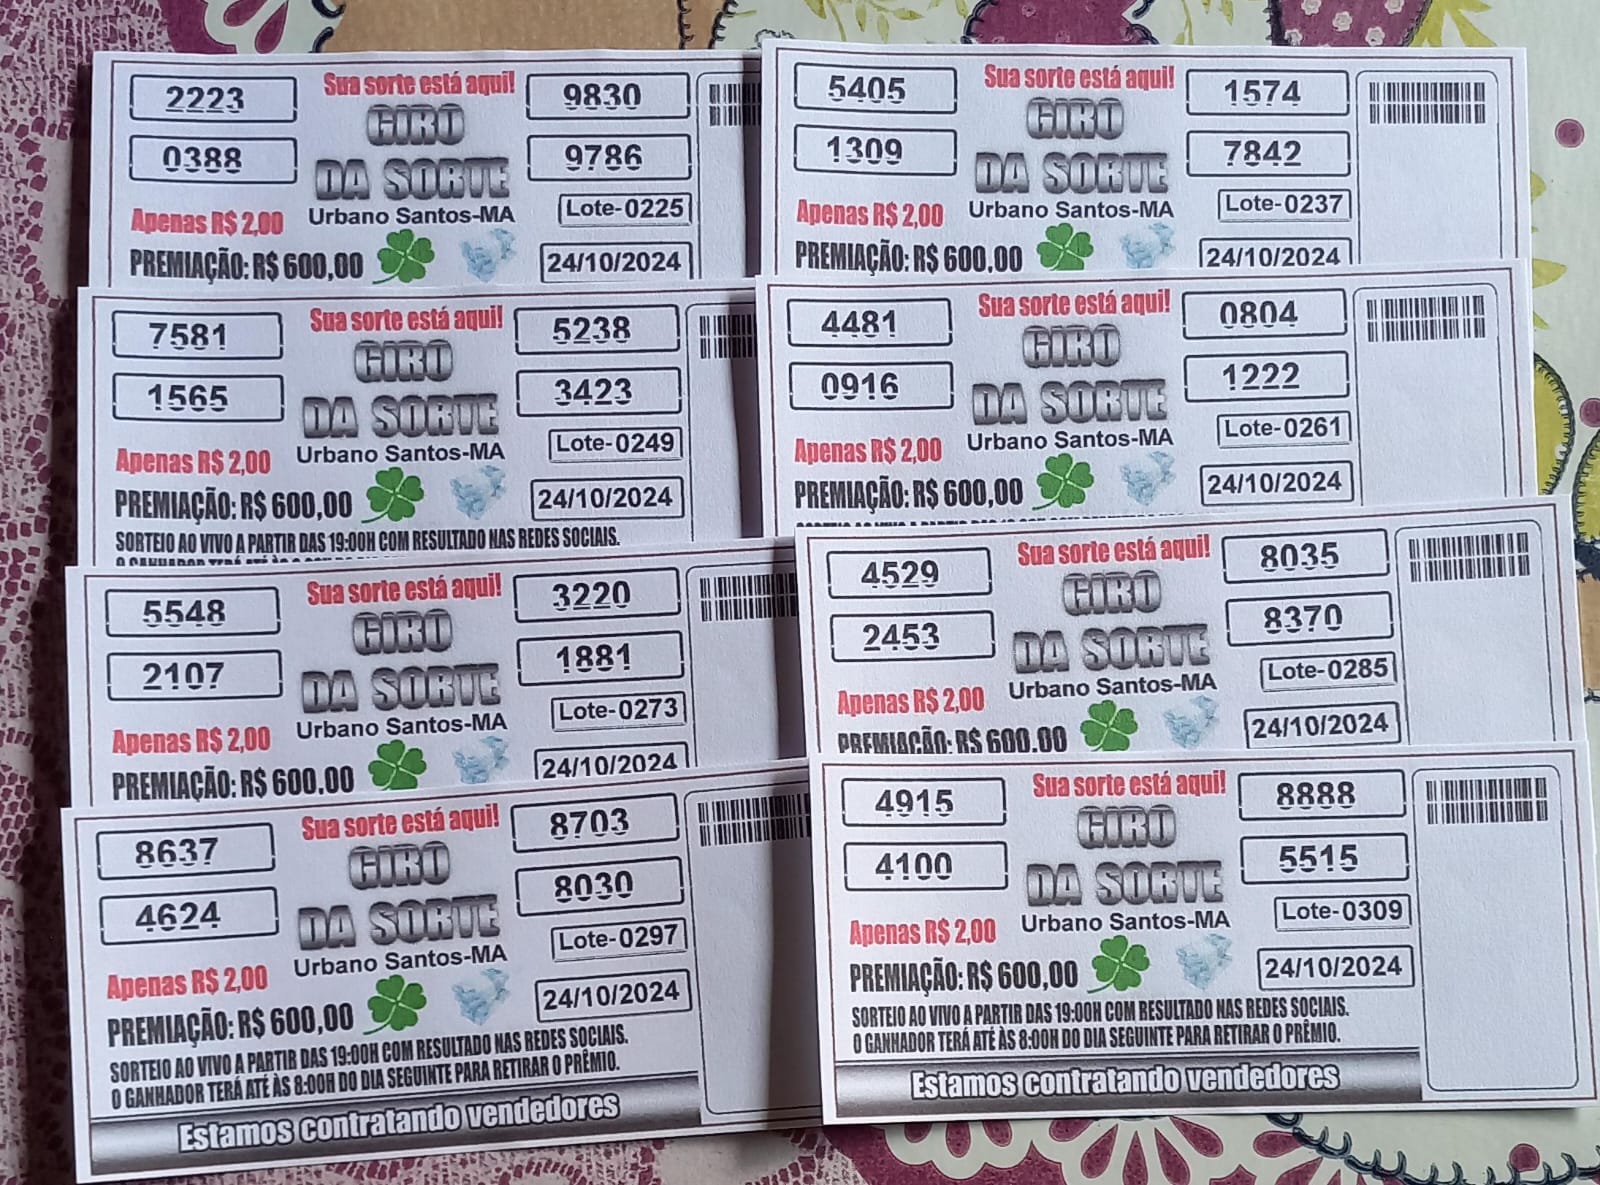 2223
Sua sorte está aqui!
9830
GIRO
0388
9786
DA SORTE
Apenas R$ 2,00
Urbano Santos-MA
Lote-0225
PREMIAÇÃO: R$ 600,00
24/10/2024
5405
Sua sorte está aqui!
1574
GIRO
1309
7842
DA SORTE
Apenas R$ 2,00
Urbano Santos-MA
Lote-0237
PREMIAÇÃO: R$ 600,00
24/10/2024
7581
Sua sorte está aqui!
5238
GIRO
1565
3423
DA SORTE
Apenas R$ 2,00
Urbano Santos-MA
Lote-0249
PREMIAÇÃO: R$ 600,00
24/10/2024
SORTEIO AO VIVO A PARTIR DAS 19:00H COM RESULTADO NAS REDES SOCIAIS.
4481
Sua sorte está aqui!
0804
GIRO
0916
1222
DA SORTE
Apenas R$ 2,00
Urbano Santos-MA
Lote-0261
PREMIAÇÃO: R$ 600,00
24/10/2024
5548
Sua sorte está aqui!
3220
GIRO
2107
1881
DA SORTE
Apenas R$ 2,00
Urbano Santos-MA
Lote-0273
PREMIAÇÃO: R$ 600,00
24/10/2024
4529
Sua sorte está aqui!
8035
GIRO
2453
8370
DA SORTE
Apenas R$ 2,00
Urbano Santos-MA
Lote-0285
PREMIAÇÃO: R$ 600,00
24/10/2024
8637
Sua sorte está aqui!
8703
GIRO
4624
8030
DA SORTE
Apenas R$ 2,00
Urbano Santos-MA
Lote-0297
PREMIAÇÃO: R$ 600,00
24/10/2024
SORTEIO AO VIVO A PARTIR DAS 19:00H COM RESULTADO NAS REDES SOCIAIS.
O GANHADOR TERÁ ATÉ ÀS 8:00H DO DIA SEGUINTE PARA RETIRAR O PRÊMIO.
Estamos contratando vendedores
4915
Sua sorte está aqui!
8888
GIRO
4100
5515
DA SORTE
Apenas R$ 2,00
Urbano Santos-MA
Lote-0309
PREMIAÇÃO: R$ 600,00
24/10/2024
SORTEIO AO VIVO A PARTIR DAS 19:00H COM RESULTADO NAS REDES SOCIAIS.
O GANHADOR TERÁ ATÉ ÀS 8:00H DO DIA SEGUINTE PARA RETIRAR O PRÊMIO.
Estamos contratando vendedores